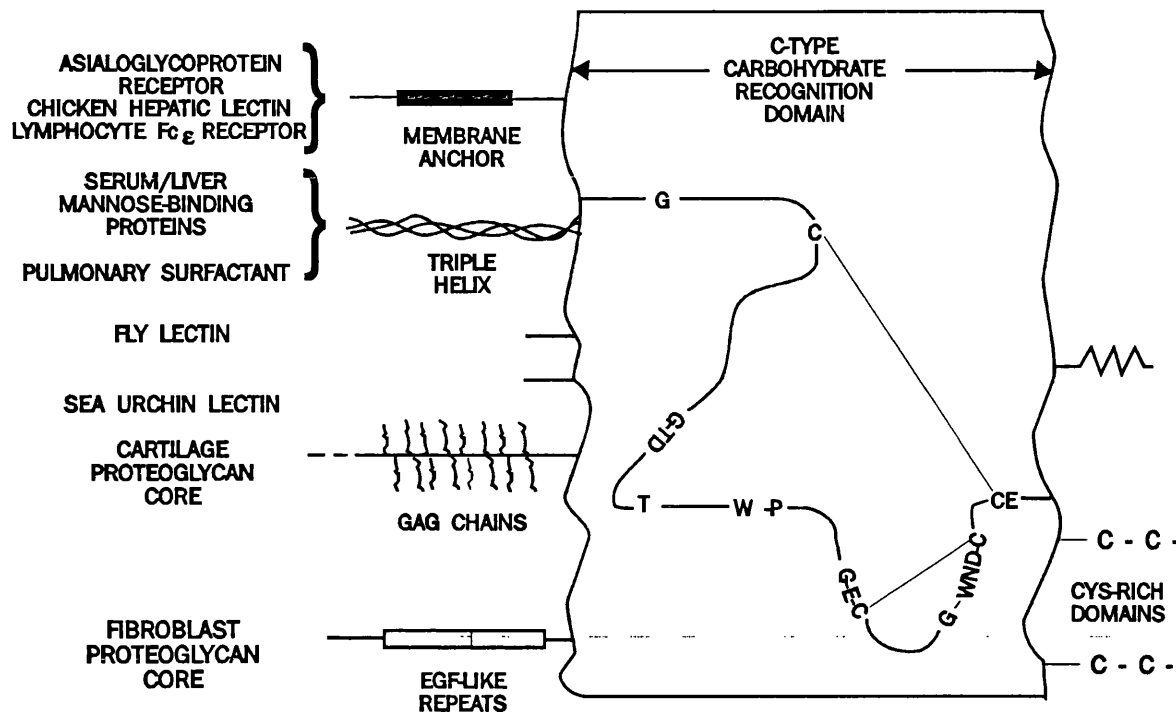 ASIALOGLYCOPROTEIN
RECEPTOR
CHICKEN HEPATIC LECTIN
LYMPHOCYTE Fc ε RECEPTOR
MEMBRANE
ANCHOR
C-TYPE
CARBOHYDRATE
RECOGNITION
DOMAIN
SERUM/LIVER
MANNOSE-BINDING
PROTEINS
PULMONARY SURFACTANT
TRIPLE
HELIX
FLY LECTIN
SEA URCHIN LECTIN
CARTILAGE
PROTEOGLYCAN
CORE
GAG CHAINS
FIBROBLAST
PROTEOGLYCAN
CORE
EGF-LIKE
REPEATS
G
C
G-TD
T
W-P
G-E-C
G-WND-C
CE
C - C -
CYS-RICH
DOMAINS
C - C -